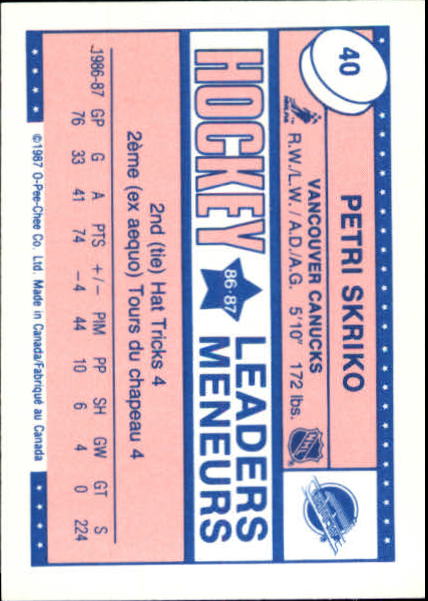 40
PETRI SKRIKO
VANCOUVER CANUCKS
R.W./L.W. / A.D./A.G. 5'10" 172 lbs.
NHL
HOCKEY
86·87
LEADERS
MENEURS
2nd (tie) Hat Tricks 4
2ème (ex aequo) Tours du chapeau 4
1986-87 GP G A PTS +/− PIM PP SH GW GT S
76 33 41 74 −4 44 10 6 4 0 224
©1987 O-Pee-Chee Co. Ltd. Made in Canada/Fabriqué au Canada